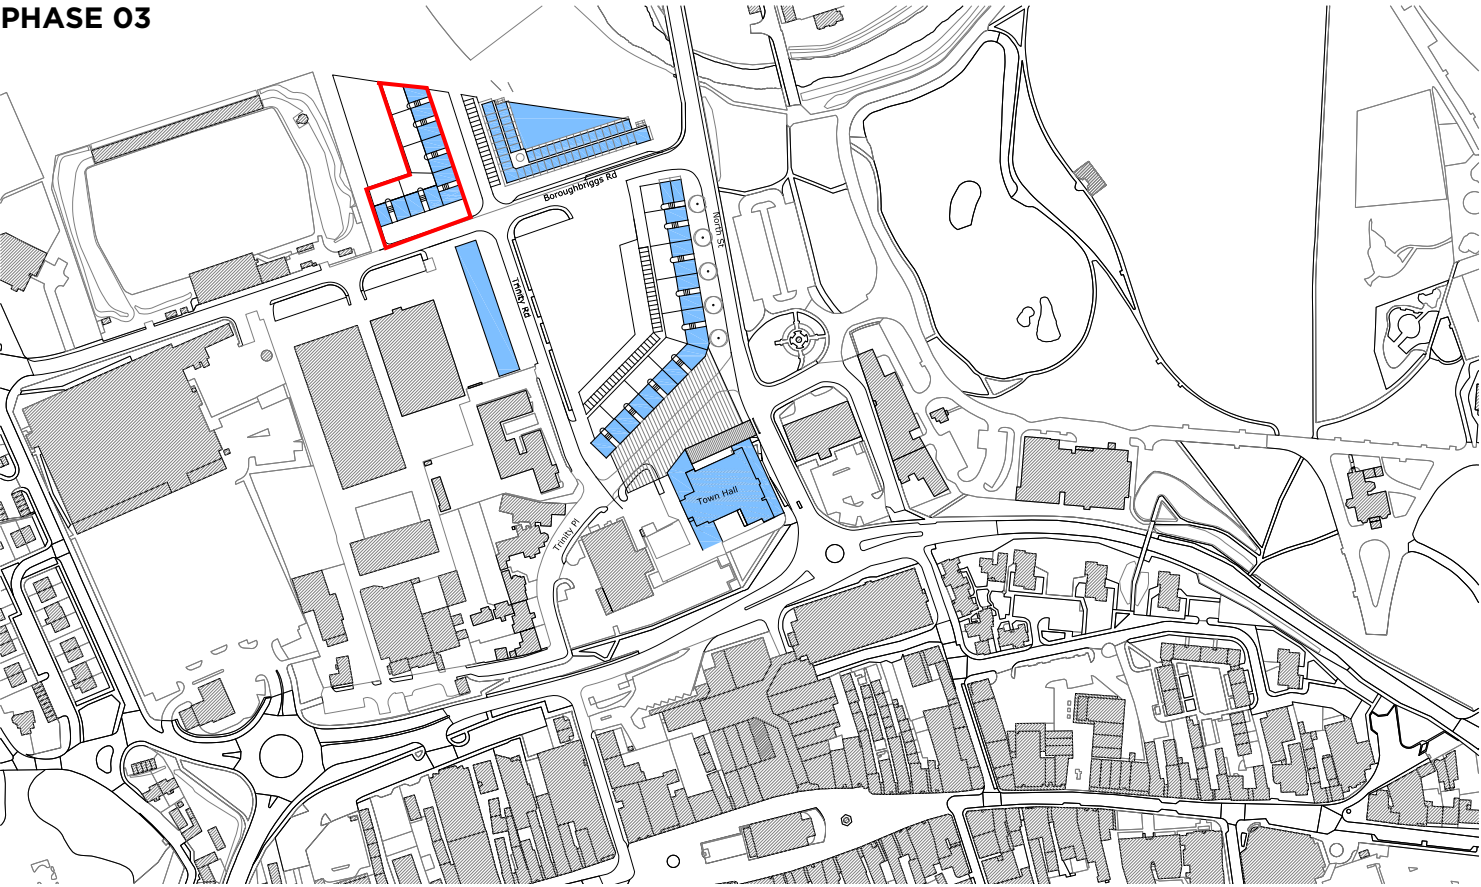 PHASE 03
Boroughbriggs Rd
North St
Trinity Rd
Town Hall
Trinity Pl